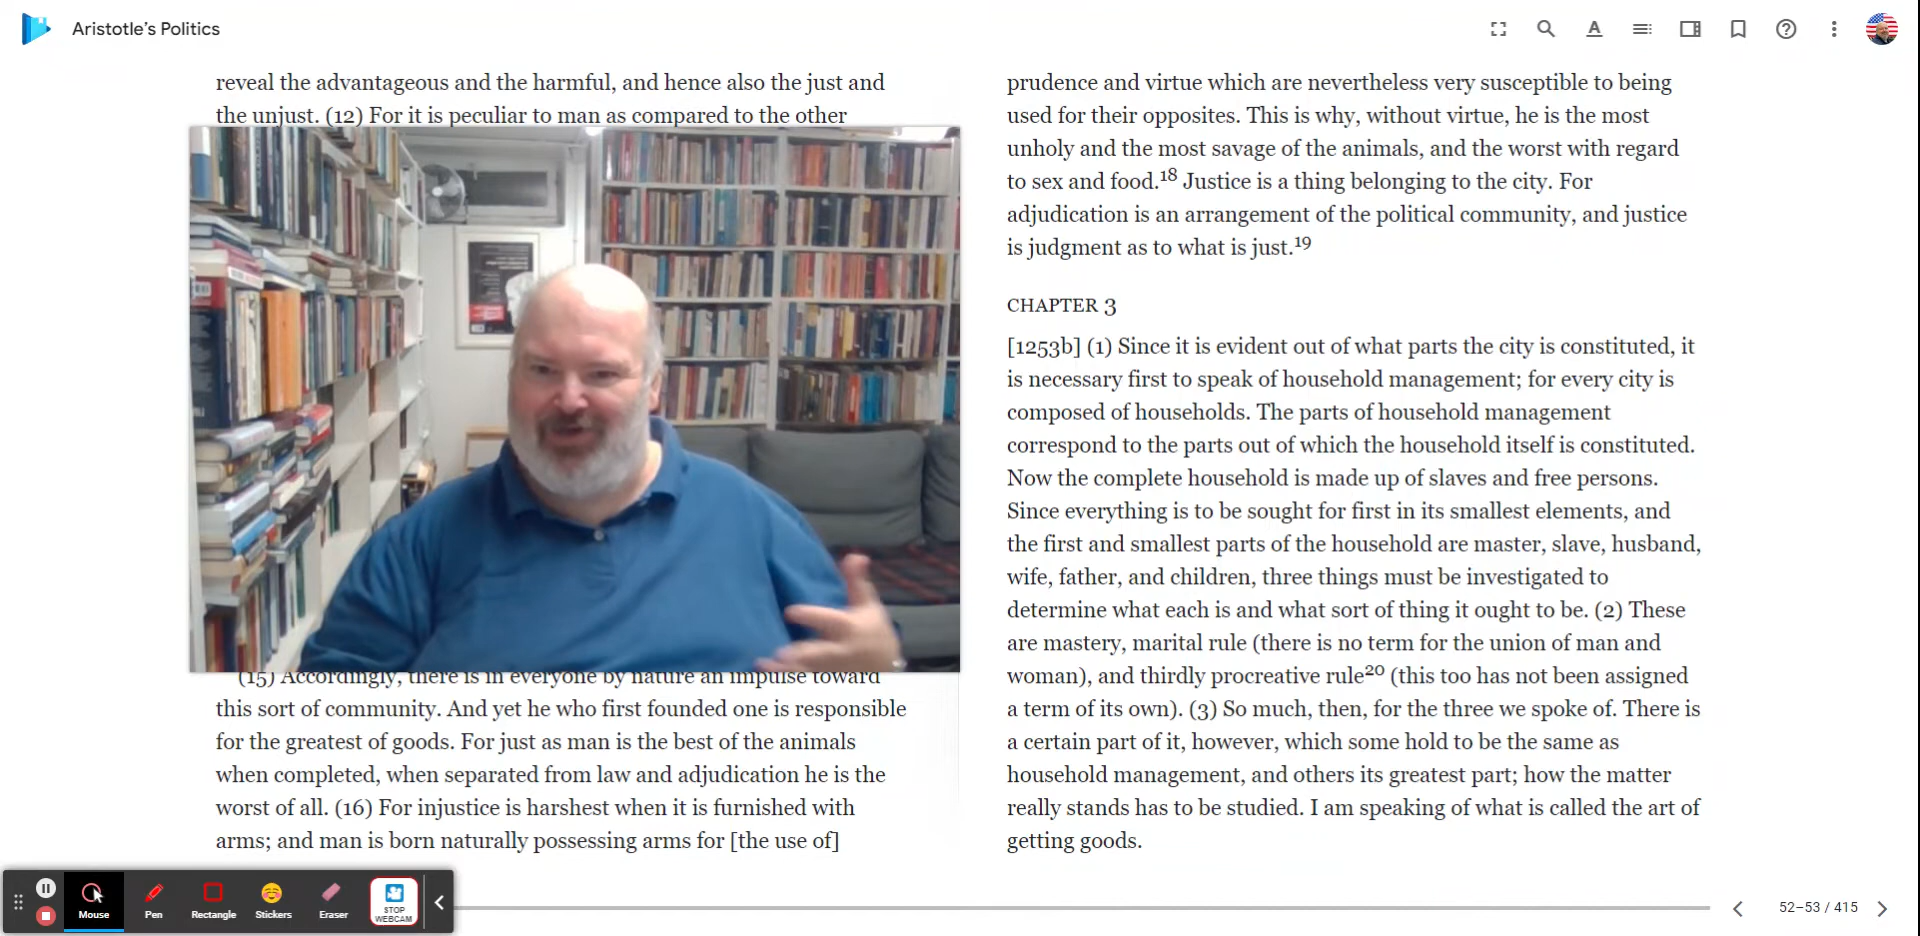 Aristotle's Politics
reveal the advantageous and the harmful, and hence also the just and
the unjust. (12) For it is peculiar to man as compared to the other
(15) Accordingly, there is in everyone by nature an impulse toward
this sort of community. And yet he who first founded one is responsible
for the greatest of goods. For just as man is the best of the animals
when completed, when separated from law and adjudication he is the
worst of all. (16) For injustice is harshest when it is furnished with
arms; and man is born naturally possessing arms for [the use of]
prudence and virtue which are nevertheless very susceptible to being
used for their opposites. This is why, without virtue, he is the most
unholy and the most savage of the animals, and the worst with regard
to sex and food.18 Justice is a thing belonging to the city. For
adjudication is an arrangement of the political community, and justice
is judgment as to what is just.19
CHAPTER 3
[1253b] (1) Since it is evident out of what parts the city is constituted, it
is necessary first to speak of household management; for every city is
composed of households. The parts of household management
correspond to the parts out of which the household itself is constituted.
Now the complete household is made up of slaves and free persons.
Since everything is to be sought for first in its smallest elements, and
the first and smallest parts of the household are master, slave, husband,
wife, father, and children, three things must be investigated to
determine what each is and what sort of thing it ought to be. (2) These
are mastery, marital rule (there is no term for the union of man and
woman), and thirdly procreative rule20 (this too has not been assigned
a term of its own). (3) So much, then, for the three we spoke of. There is
a certain part of it, however, which some hold to be the same as
household management, and others its greatest part; how the matter
really stands has to be studied. I am speaking of what is called the art of
getting goods.
Mouse
Pen
Rectangle
Stickers
Eraser
STOP
WEBCAM
52–53 / 415